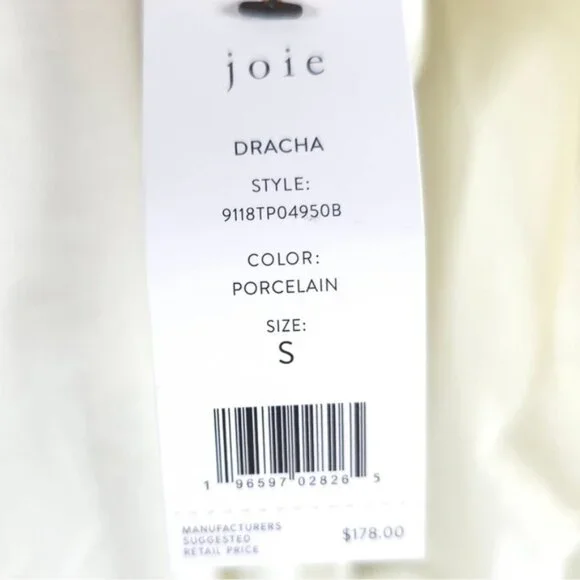 joie
DRACHA
STYLE:
9118TP04950B
COLOR:
PORCELAIN
SIZE:
S
1 96597 02826 5
MANUFACTURERS
SUGGESTED
RETAIL PRICE
$178.00